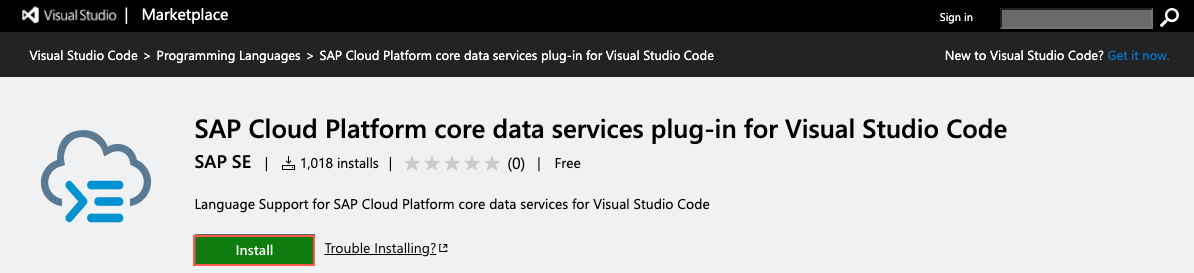 Visual Studio | Marketplace Sign in
Visual Studio Code > Programming Languages > SAP Cloud Platform core data services plug-in for Visual Studio Code New to Visual Studio Code? Get it now.
SAP Cloud Platform core data services plug-in for Visual Studio Code
SAP SE | 1,018 installs | (0) | Free
Language Support for SAP Cloud Platform core data services for Visual Studio Code
Install Trouble Installing?